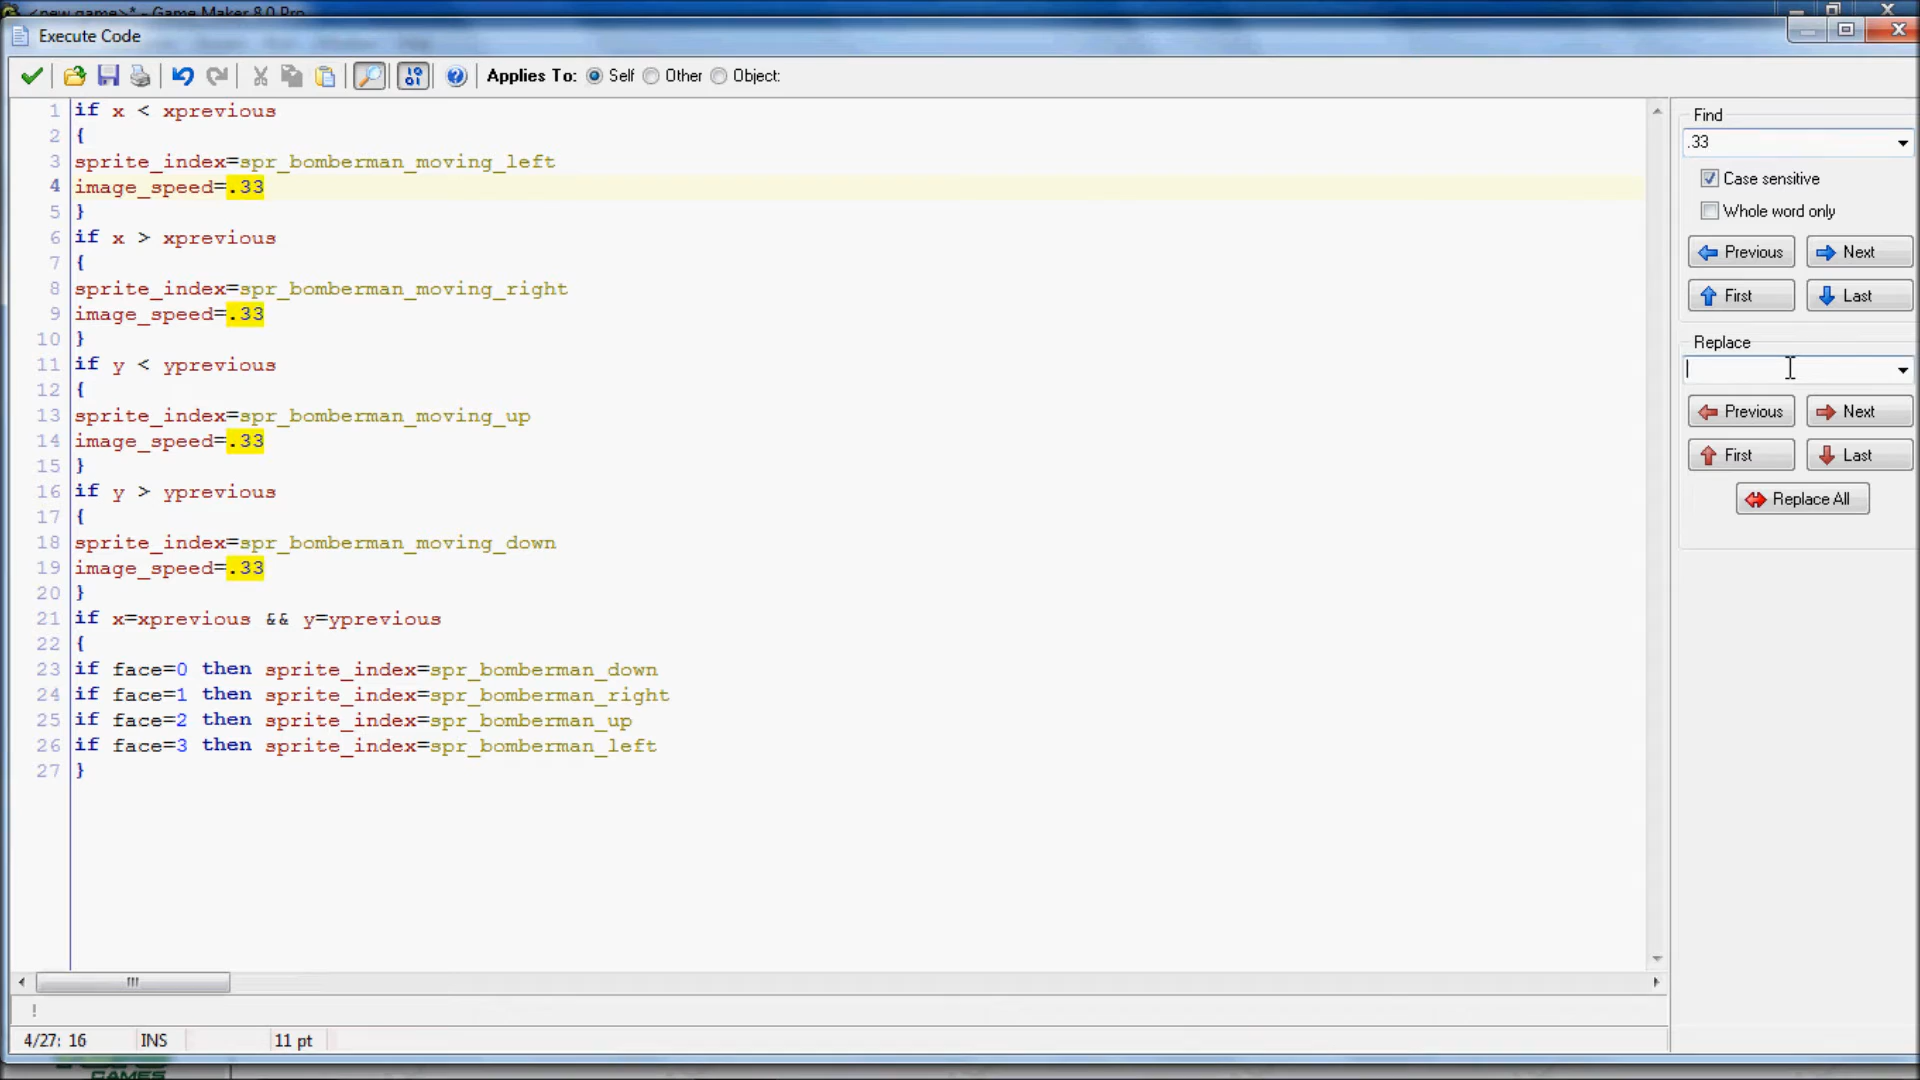 <new game>* - Game Maker 8.0 Pro
Execute Code
Applies To: Self Other Object:
1 if x < xprevious
2 {
3 sprite_index=spr_bomberman_moving_left
4 image_speed=.33
5 }
6 if x > xprevious
7 {
8 sprite_index=spr_bomberman_moving_right
9 image_speed=.33
10 }
11 if y < yprevious
12 {
13 sprite_index=spr_bomberman_moving_up
14 image_speed=.33
15 }
16 if y > yprevious
17 {
18 sprite_index=spr_bomberman_moving_down
19 image_speed=.33
20 }
21 if x=xprevious && y=yprevious
22 {
23 if face=0 then sprite_index=spr_bomberman_down
24 if face=1 then sprite_index=spr_bomberman_right
25 if face=2 then sprite_index=spr_bomberman_up
26 if face=3 then sprite_index=spr_bomberman_left
27 }
Find
.33
Case sensitive
Whole word only
Previous Next
First Last
Replace
Previous Next
First Last
Replace All
!
4/27: 16 INS 11 pt
GAMES